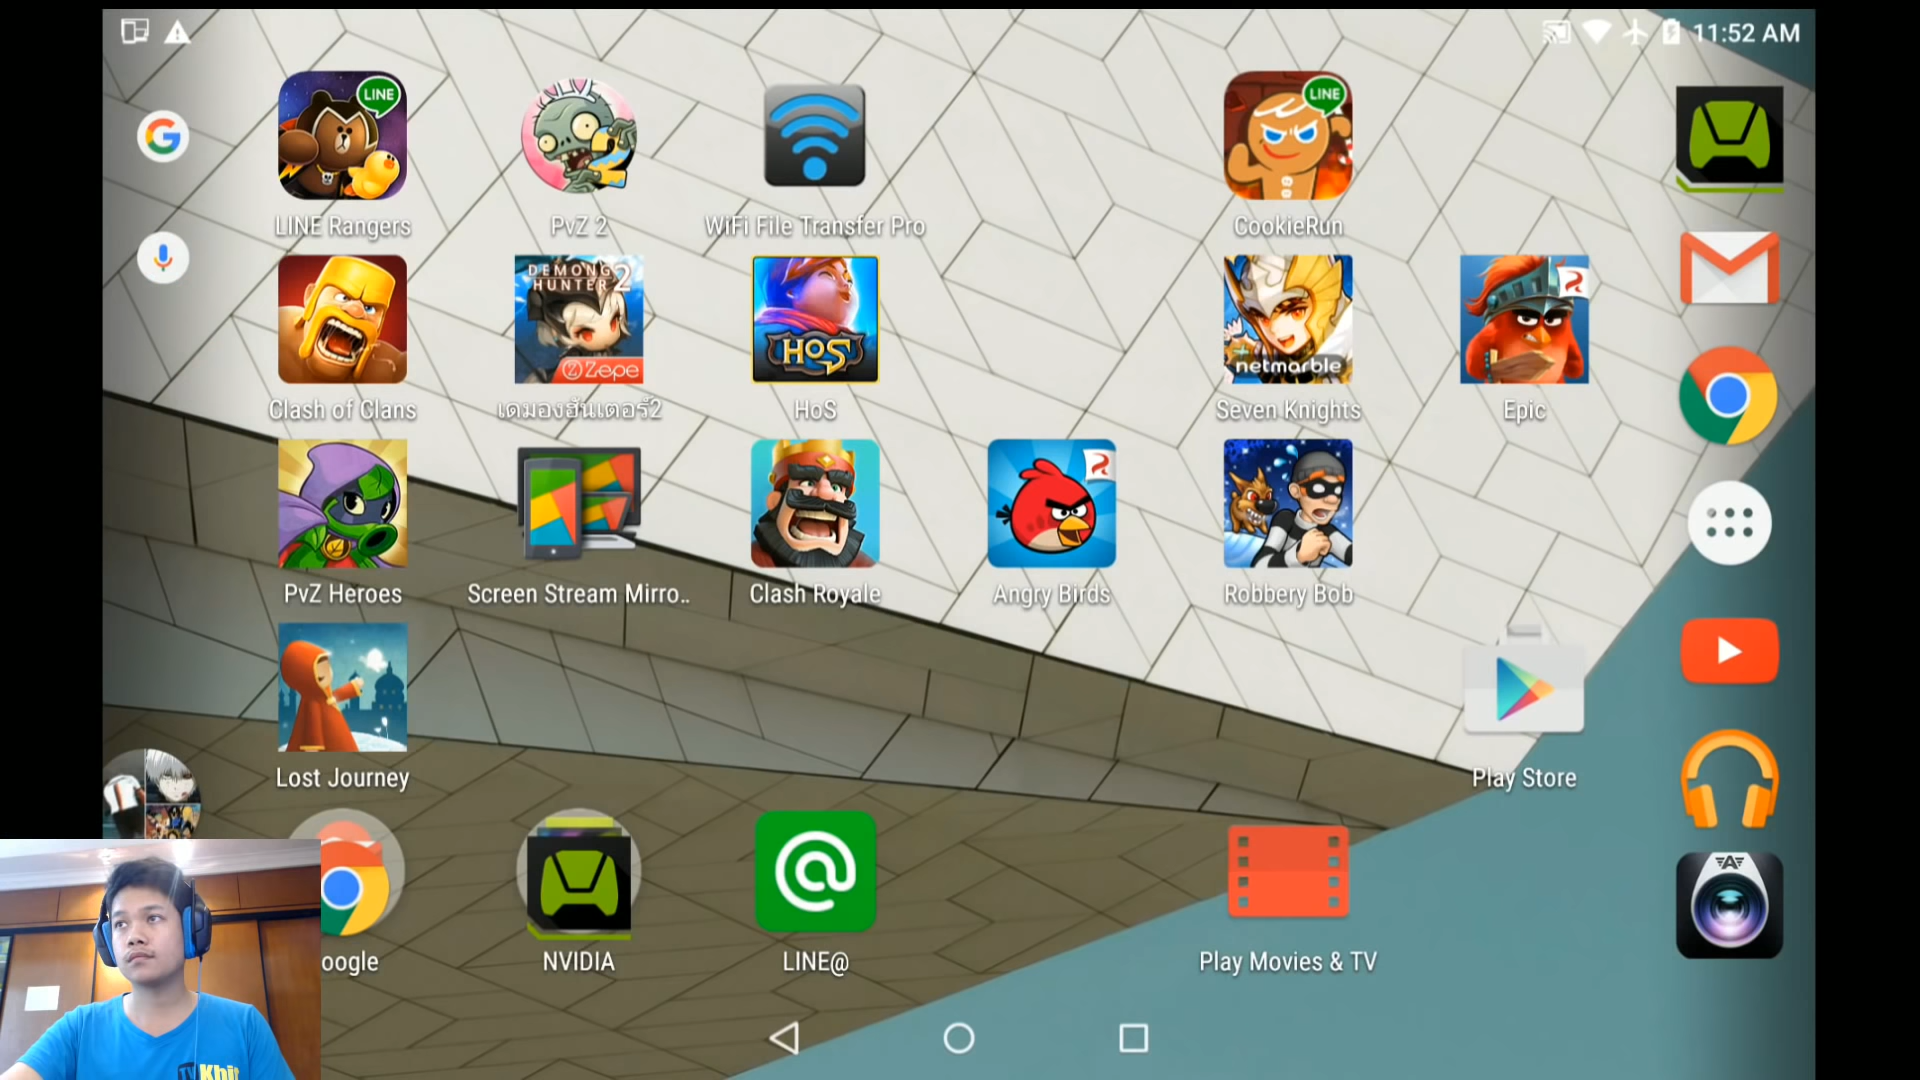 11:52 AM
LINE
LINE
LINE Rangers
PvZ 2
WiFi File Transfer Pro
CookieRun
DEMONG
HUNTER 2
Zepe
HOS
netmarble
Clash of Clans
เดมองฮันเตอร์2
HoS
Seven Knights
Epic
PvZ Heroes
Screen Stream Mirro..
Clash Royale
Angry Birds
Robbery Bob
Lost Journey
Play Store
oogle
NVIDIA
LINE@
Play Movies & TV